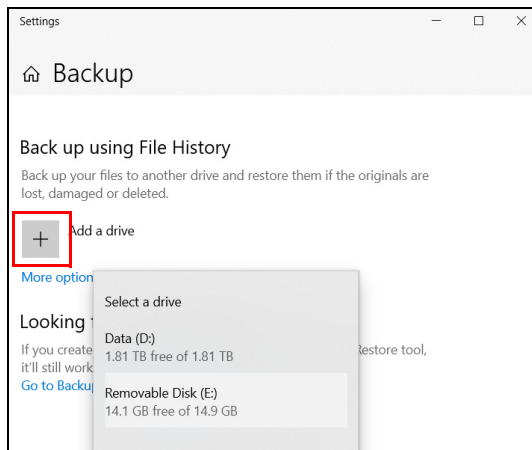 Settings
Backup
Back up using File History
Back up your files to another drive and restore them if the originals are
lost, damaged or deleted.
Add a drive
More option
Select a drive
Looking
Data (D:)
If you create
1.81 TB free of 1.81 TB
Restore tool,
it'll still work
Go to Backu
Removable Disk (E:)
14.1 GB free of 14.9 GB